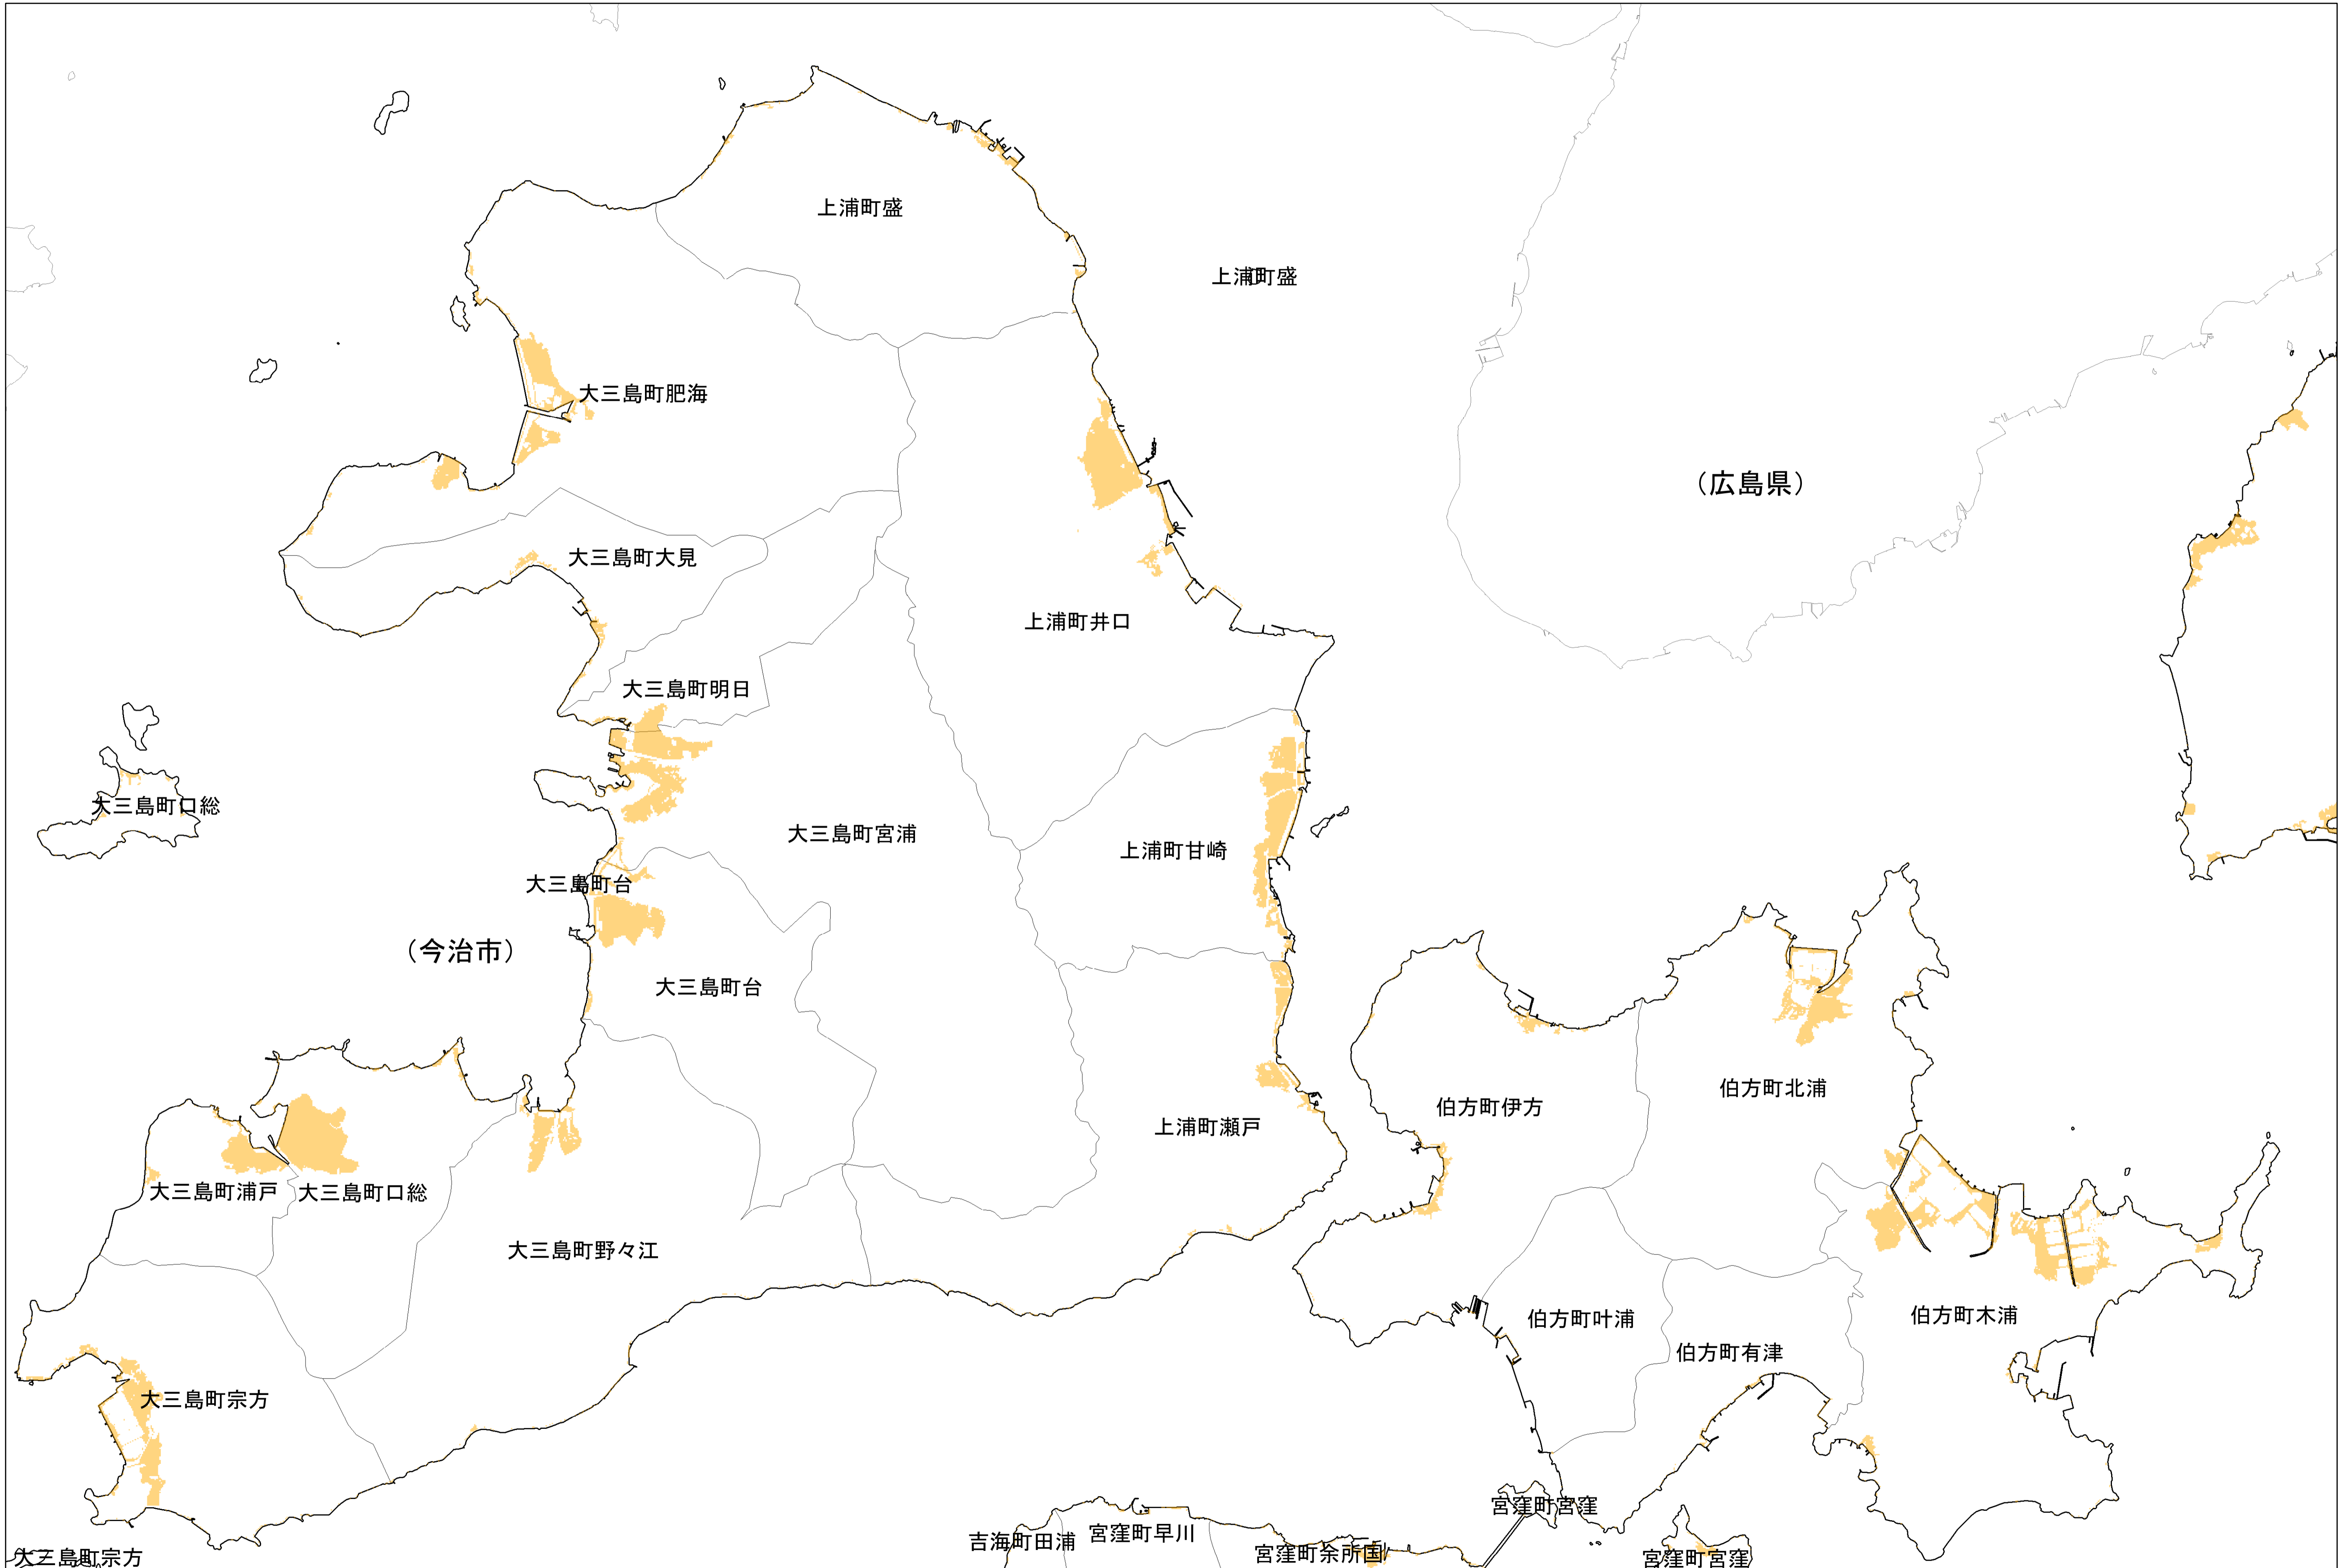 上浦町盛
上浦町盛
大三島町肥海
（広島県）
大三島町大見
上浦町井口
大三島町明日
大三島町口総
大三島町宮浦
上浦町甘崎
大三島町台
（今治市）
大三島町台
伯方町北浦
伯方町伊方
上浦町瀬戸
大三島町浦戸
大三島町口総
大三島町野々江
伯方町木浦
伯方町叶浦
伯方町有津
大三島町宗方
宮窪町宮窪
宮窪町早川
吉海町田浦
宮窪町余所国
大三島町宗方
宮窪町宮窪